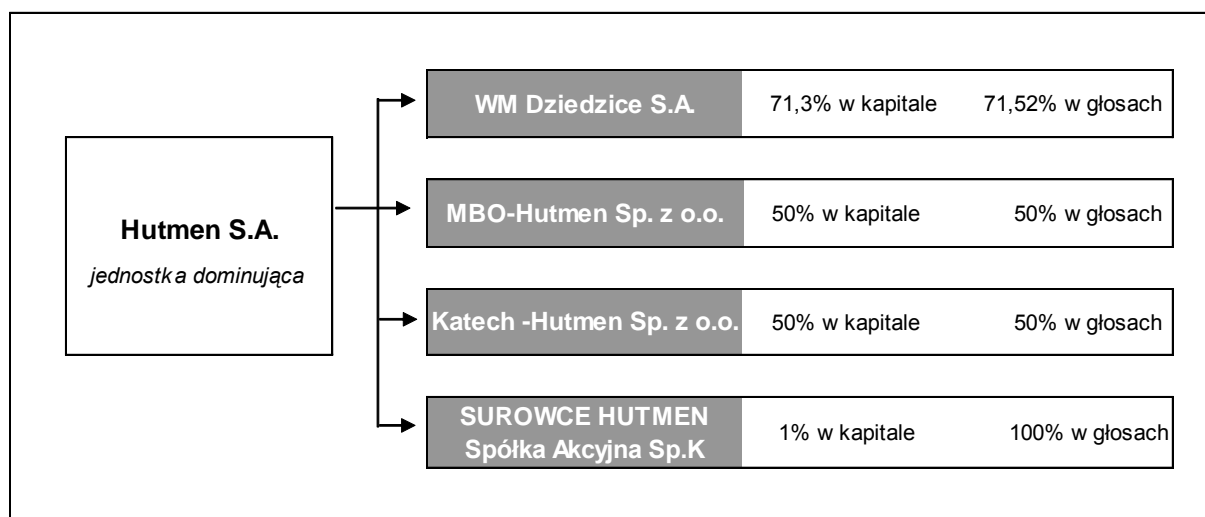 Hutmen S.A.
jednostka dominująca
WM Dziedzice S.A. 71,3% w kapitale 71,52% w głosach
MBO-Hutmen Sp. z o.o. 50% w kapitale 50% w głosach
Katech -Hutmen Sp. z o.o. 50% w kapitale 50% w głosach
SUROWCE HUTMEN
Spółka Akcyjna Sp.K 1% w kapitale 100% w głosach